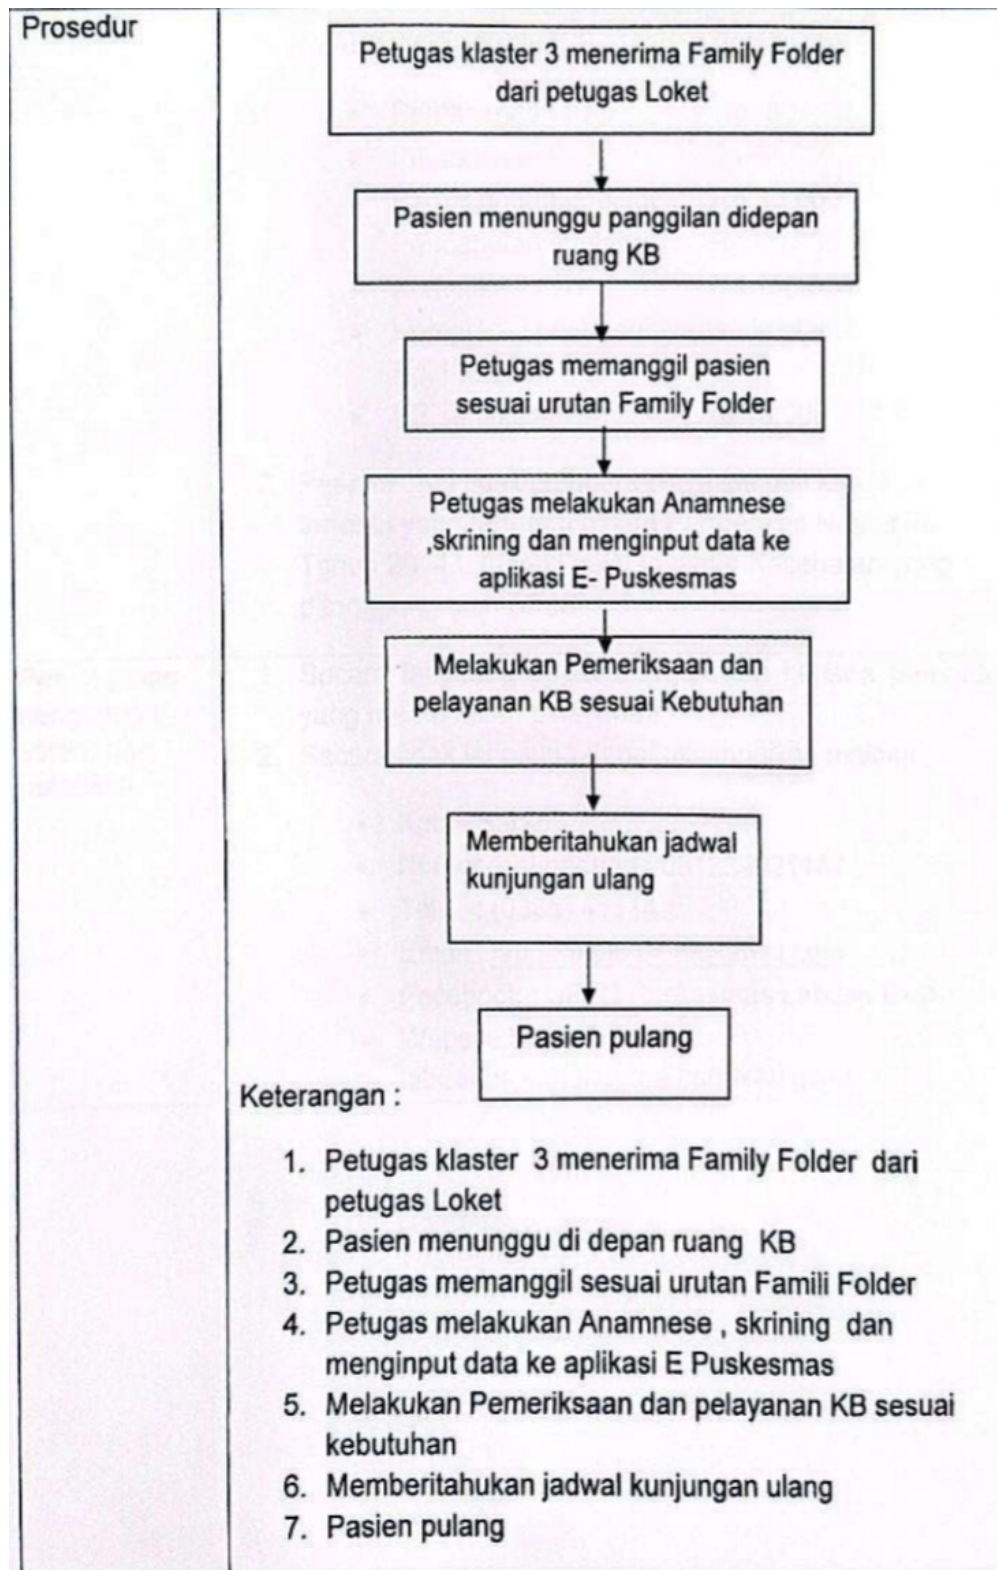 Prosedur
Petugas klaster 3 menerima Family Folder
dari petugas Loket
Pasien menunggu panggilan didepan
ruang KB
Petugas memanggil pasien
sesuai urutan Family Folder
Petugas melakukan Anamnese
,skrining dan menginput data ke
aplikasi E- Puskesmas
Melakukan Pemeriksaan dan
pelayanan KB sesuai Kebutuhan
Memberitahukan jadwal
kunjungan ulang
Pasien pulang
Keterangan :
1. Petugas klaster 3 menerima Family Folder dari
petugas Loket
2. Pasien menunggu di depan ruang KB
3. Petugas memanggil sesuai urutan Famili Folder
4. Petugas melakukan Anamnese , skrining dan
menginput data ke aplikasi E Puskesmas
5. Melakukan Pemeriksaan dan pelayanan KB sesuai
kebutuhan
6. Memberitahukan jadwal kunjungan ulang
7. Pasien pulang